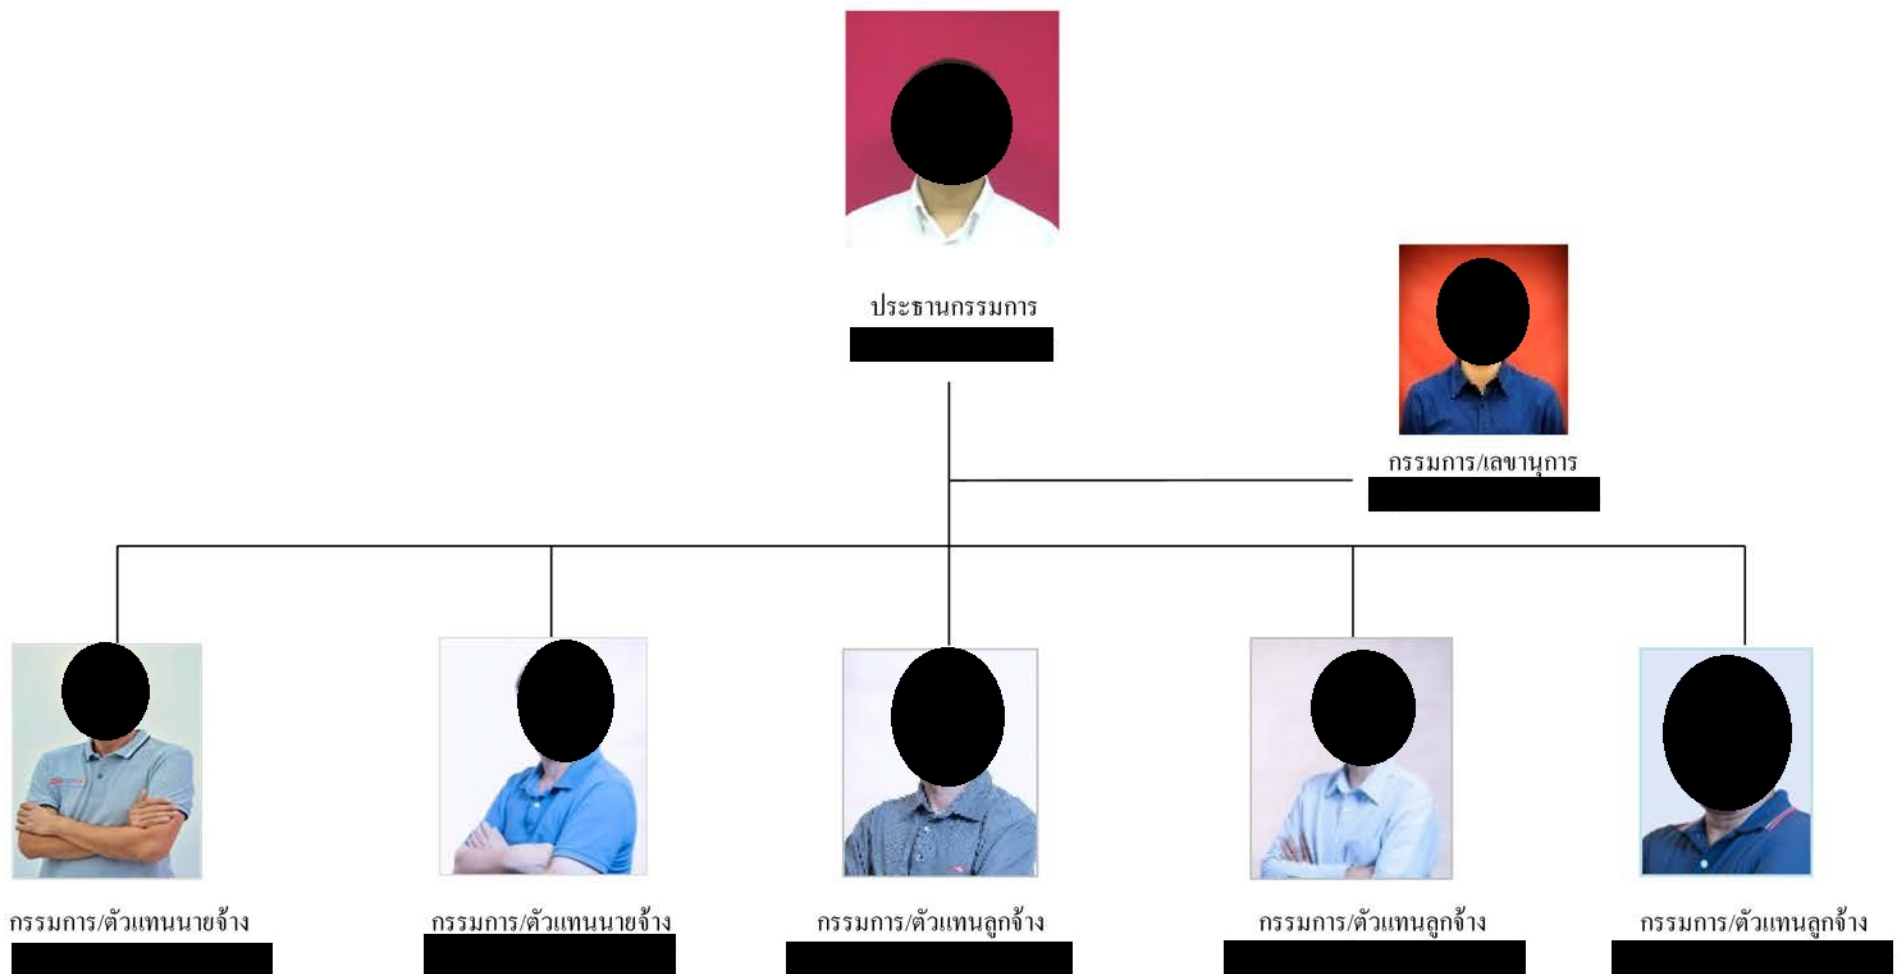 ประธานกรรมการ
กรรมการ/เลขานุการ
กรรมการ/ตัวแทนนายจ้าง
กรรมการ/ตัวแทนนายจ้าง
กรรมการ/ตัวแทนลูกจ้าง
กรรมการ/ตัวแทนลูกจ้าง
กรรมการ/ตัวแทนลูกจ้าง